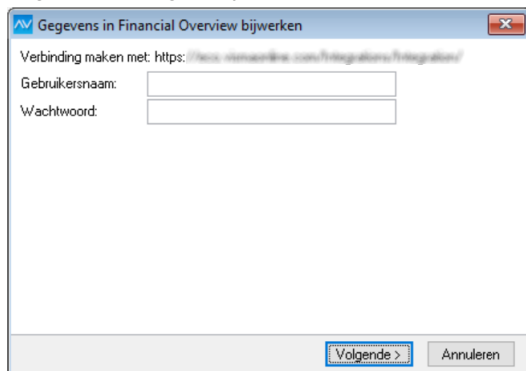 Gegevens in Financial Overview bijwerken
Verbinding maken met: https:
Gebruikersnaam:
Wachtwoord:
Volgende >
Annuleren